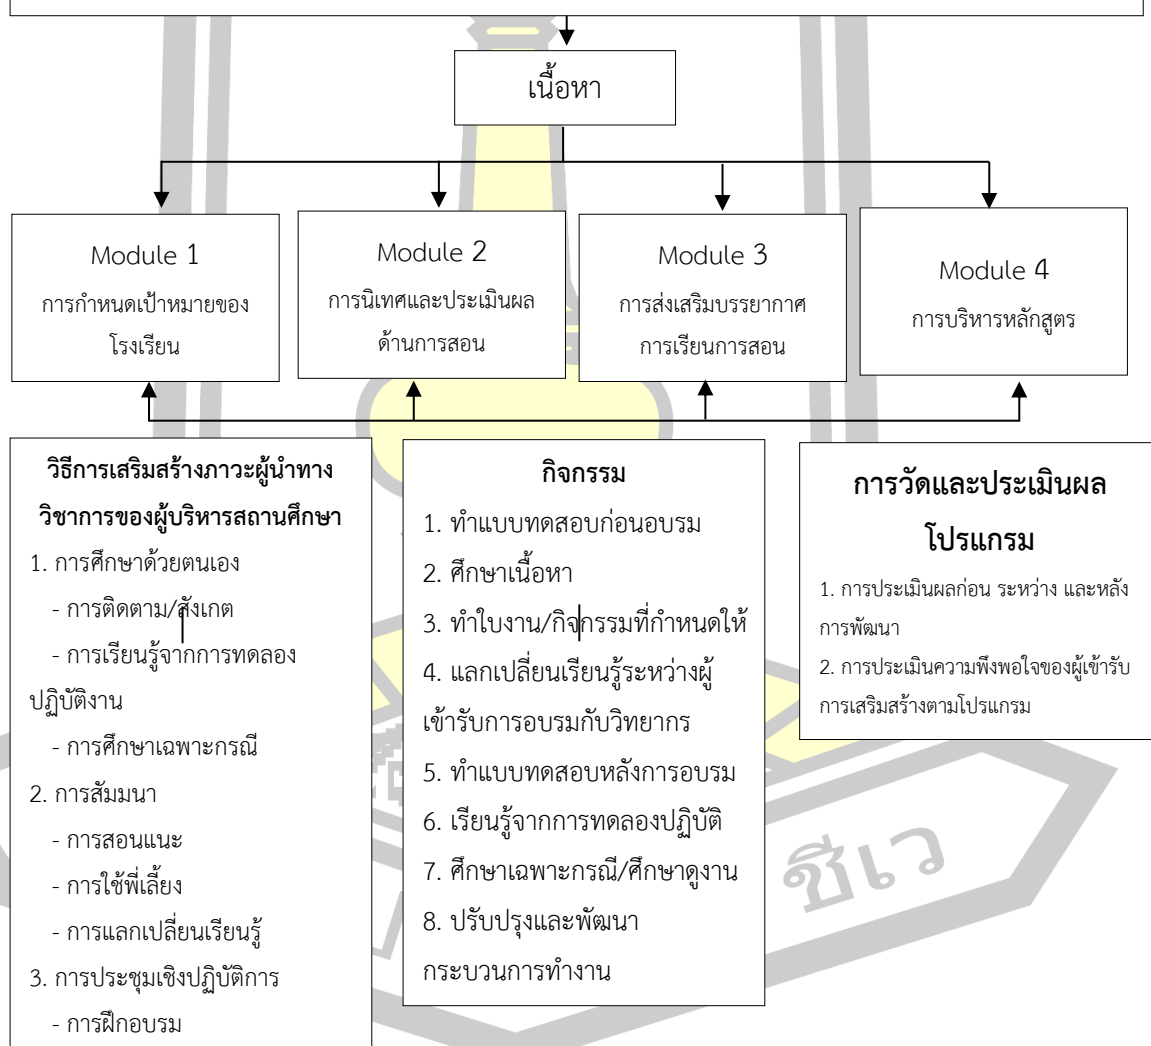 เนื้อหา
Module 1
การกำหนดเป้าหมายของ
โรงเรียน
Module 2
การนิเทศและประเมินผล
ด้านการสอน
Module 3
การส่งเสริมบรรยากาศ
การเรียนการสอน
Module 4
การบริหารหลักสูตร
วิธีการเสริมสร้างภาวะผู้นำทาง
วิชาการของผู้บริหารสถานศึกษา
1. การศึกษาด้วยตนเอง
- การติดตาม/สังเกต
- การเรียนรู้จากการทดลอง
ปฏิบัติงาน
- การศึกษาเฉพาะกรณี
2. การสัมมนา
- การสอนแนะ
- การใช้พี่เลี้ยง
- การแลกเปลี่ยนเรียนรู้
3. การประชุมเชิงปฏิบัติการ
- การฝึกอบรม
กิจกรรม
1. ทำแบบทดสอบก่อนอบรม
2. ศึกษาเนื้อหา
3. ทำใบงาน/กิจกรรมที่กำหนดให้
4. แลกเปลี่ยนเรียนรู้ระหว่างผู้
เข้ารับการอบรมกับวิทยากร
5. ทำแบบทดสอบหลังการอบรม
6. เรียนรู้จากการทดลองปฏิบัติ
7. ศึกษาเฉพาะกรณี/ศึกษาดูงาน
8. ปรับปรุงและพัฒนา
กระบวนการทำงาน
การวัดและประเมินผล
โปรแกรม
1. การประเมินผลก่อน ระหว่าง และหลัง
การพัฒนา
2. การประเมินความพึงพอใจของผู้เข้ารับ
การเสริมสร้างตามโปรแกรม
ชีเว